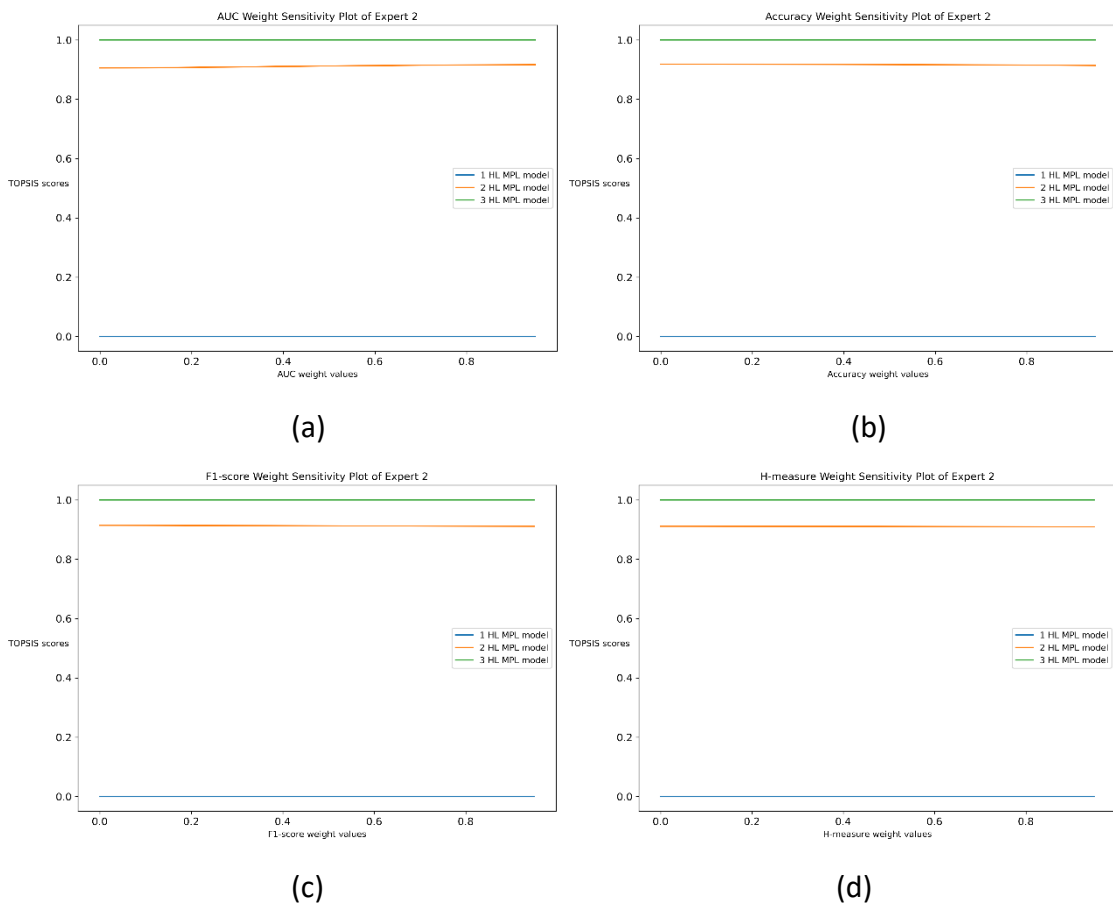 AUC Weight Sensitivity Plot of Expert 2
1.0
0.8
0.6
TOPSIS scores
0.4
0.2
0.0
1 HL MPL model
2 HL MPL model
3 HL MPL model
0.0 0.2 0.4 0.6 0.8
AUC weight values
(a)
Accuracy Weight Sensitivity Plot of Expert 2
1.0
0.8
0.6
TOPSIS scores
0.4
0.2
0.0
1 HL MPL model
2 HL MPL model
3 HL MPL model
0.0 0.2 0.4 0.6 0.8
Accuracy weight values
(b)
F1-score Weight Sensitivity Plot of Expert 2
1.0
0.8
0.6
TOPSIS scores
0.4
0.2
0.0
1 HL MPL model
2 HL MPL model
3 HL MPL model
0.0 0.2 0.4 0.6 0.8
F1-score weight values
(c)
H-measure Weight Sensitivity Plot of Expert 2
1.0
0.8
0.6
TOPSIS scores
0.4
0.2
0.0
1 HL MPL model
2 HL MPL model
3 HL MPL model
0.0 0.2 0.4 0.6 0.8
H-measure weight values
(d)